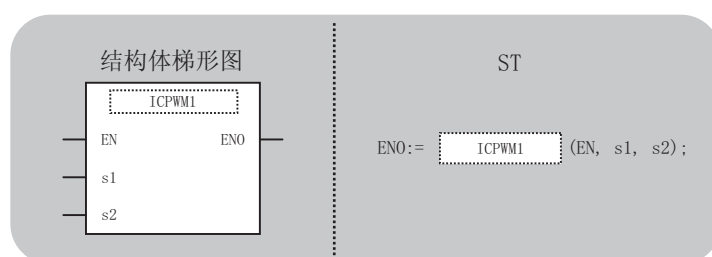 结构体梯形图
ICPWM1
EN ENO
s1
s2
ST
ENO:= ICPWM1 (EN, s1, s2);